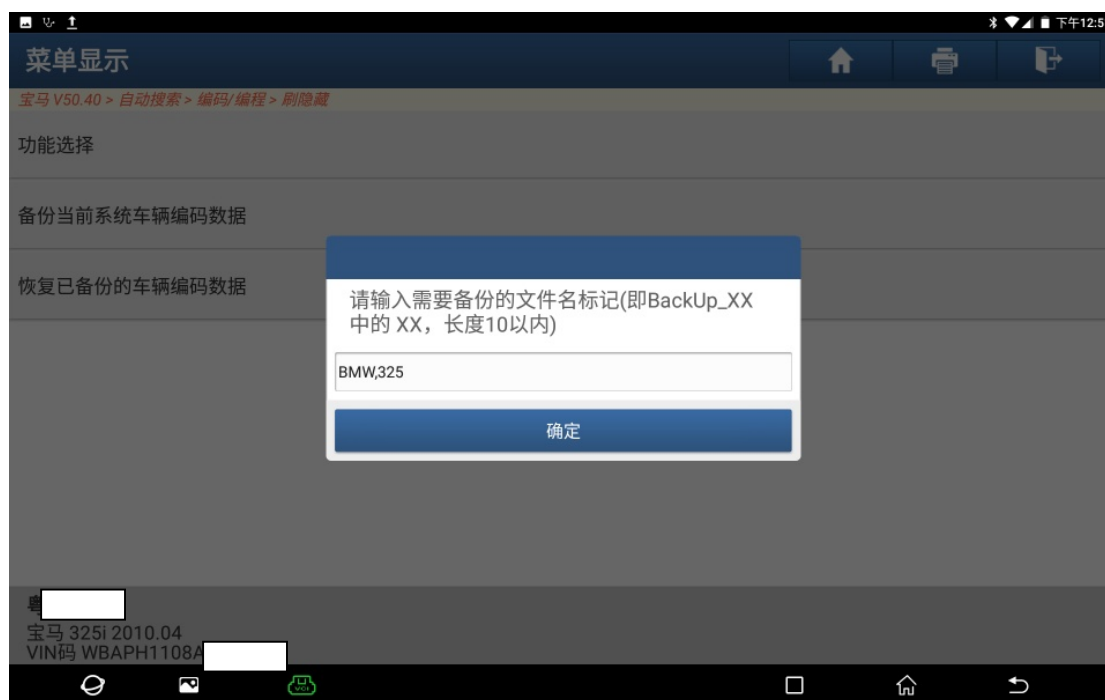 下午12:5
菜单显示
宝马 V50.40 > 自动搜索 > 编码/编程 > 刷隐藏
功能选择
备份当前系统车辆编码数据
恢复已备份的车辆编码数据
请输入需要备份的文件名标记(即BackUp_XX
中的 XX，长度10以内)
BMW,325
确定
粤
宝马 325i 2010.04
VIN码 WBAPH1108A
VCI